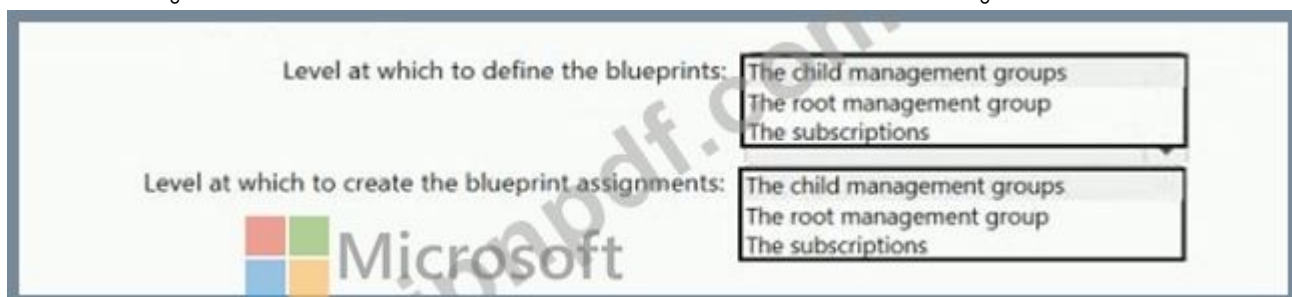 Level at which to define the blueprints:
The child management groups
The root management group
The subscriptions
Level at which to create the blueprint assignments:
The child management groups
The root management group
The subscriptions
Microsoft